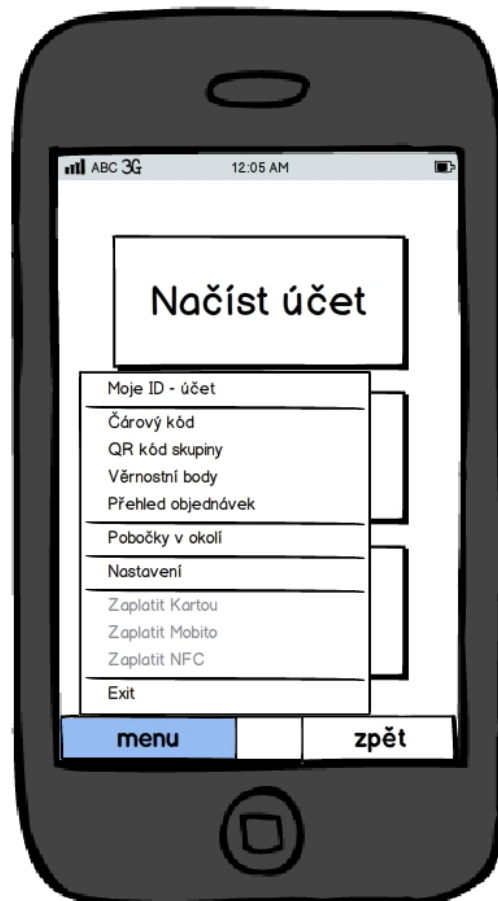 ABC 3G 12:05 AM
Načíst účet
Moje ID - účet
Čárový kód
QR kód skupiny
Věrnostní body
Přehled objednávek
Pobočky v okolí
Nastavení
Zaplatit Kartou
Zaplatit Mobito
Zaplatit NFC
Exit
menu zpět